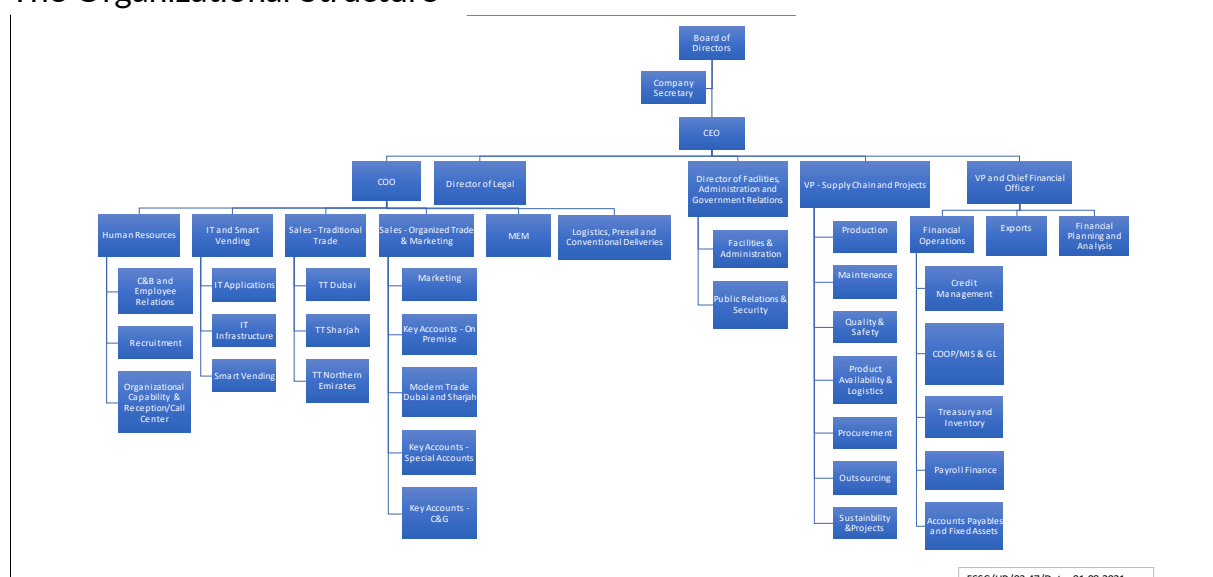 The Organizational Structure
Board of
Directors
Company
Secretary
CEO
COO
Director of Legal
Director of Facilities,
Administration and
Government Relations
VP - Supply Chain and Projects
VP and Chief Financial
Officer
Human Resources
IT and Smart
Vending
Sales - Traditional
Trade
Sales - Organized Trade
& Marketing
MEM
Logistics, Presell and
Conventional Deliveries
C&B and
Employee
Relations
Recruitment
Organizational
Capability &
Reception/Call
Center
IT Applications
IT
Infrastructure
Smart Vending
TT Dubai
TT Sharjah
TT Northern
Emirates
Marketing
Key Accounts - On
Premise
Modern Trade
Dubai and Sharjah
Key Accounts -
Special Accounts
Key Accounts -
C&G
Facilities &
Administration
Public Relations &
Security
Production
Maintenance
Quality &
Safety
Product
Availability &
Logistics
Procurement
Outsourcing
Sustainbility
&Projects
Financial
Operations
Exports
Financial
Planning and
Analysis
Credit
Management
COOP/MIS & GL
Treasury and
Inventory
Payroll Finance
Accounts Payables
and Fixed Assets